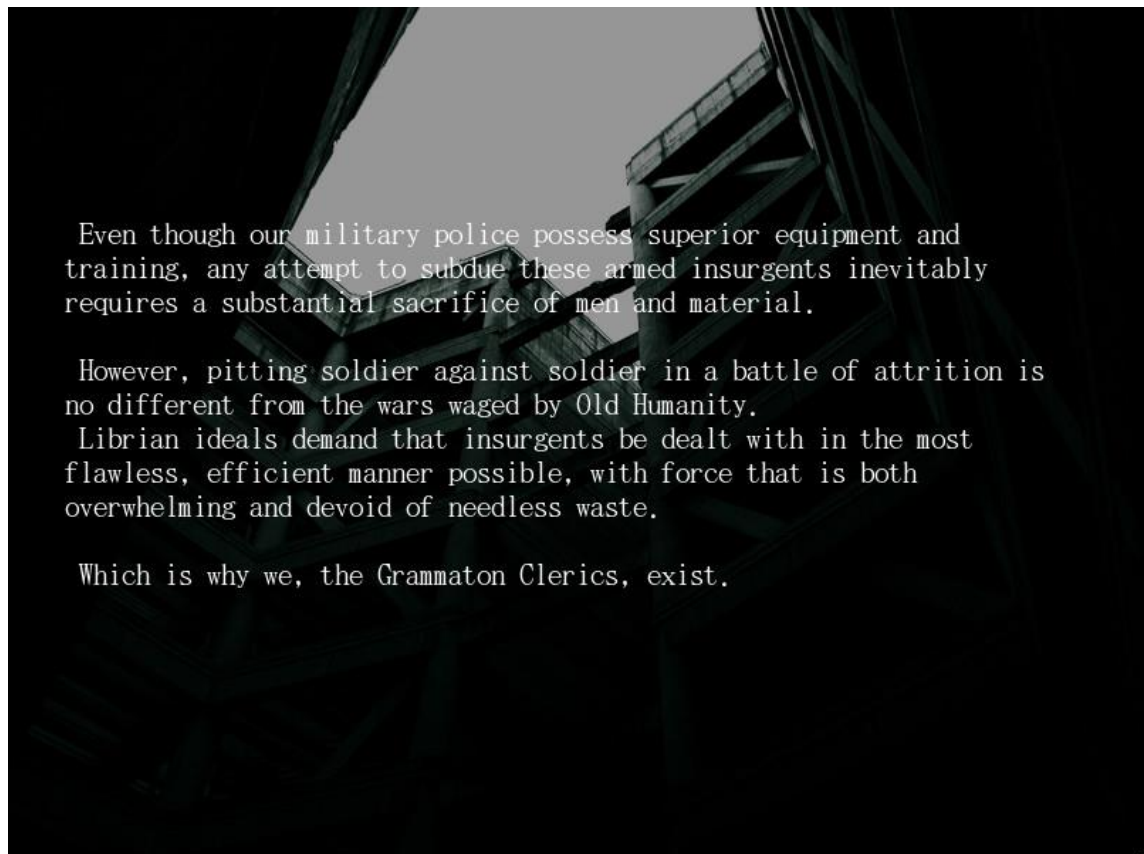 Even though our military police possess superior equipment and
training, any attempt to subdue these armed insurgents inevitably
requires a substantial sacrifice of men and material.
However, pitting soldier against soldier in a battle of attrition is
no different from the wars waged by Old Humanity.
Librian ideals demand that insurgents be dealt with in the most
flawless, efficient manner possible, with force that is both
overwhelming and devoid of needless waste.
Which is why we, the Grammaton Clerics, exist.